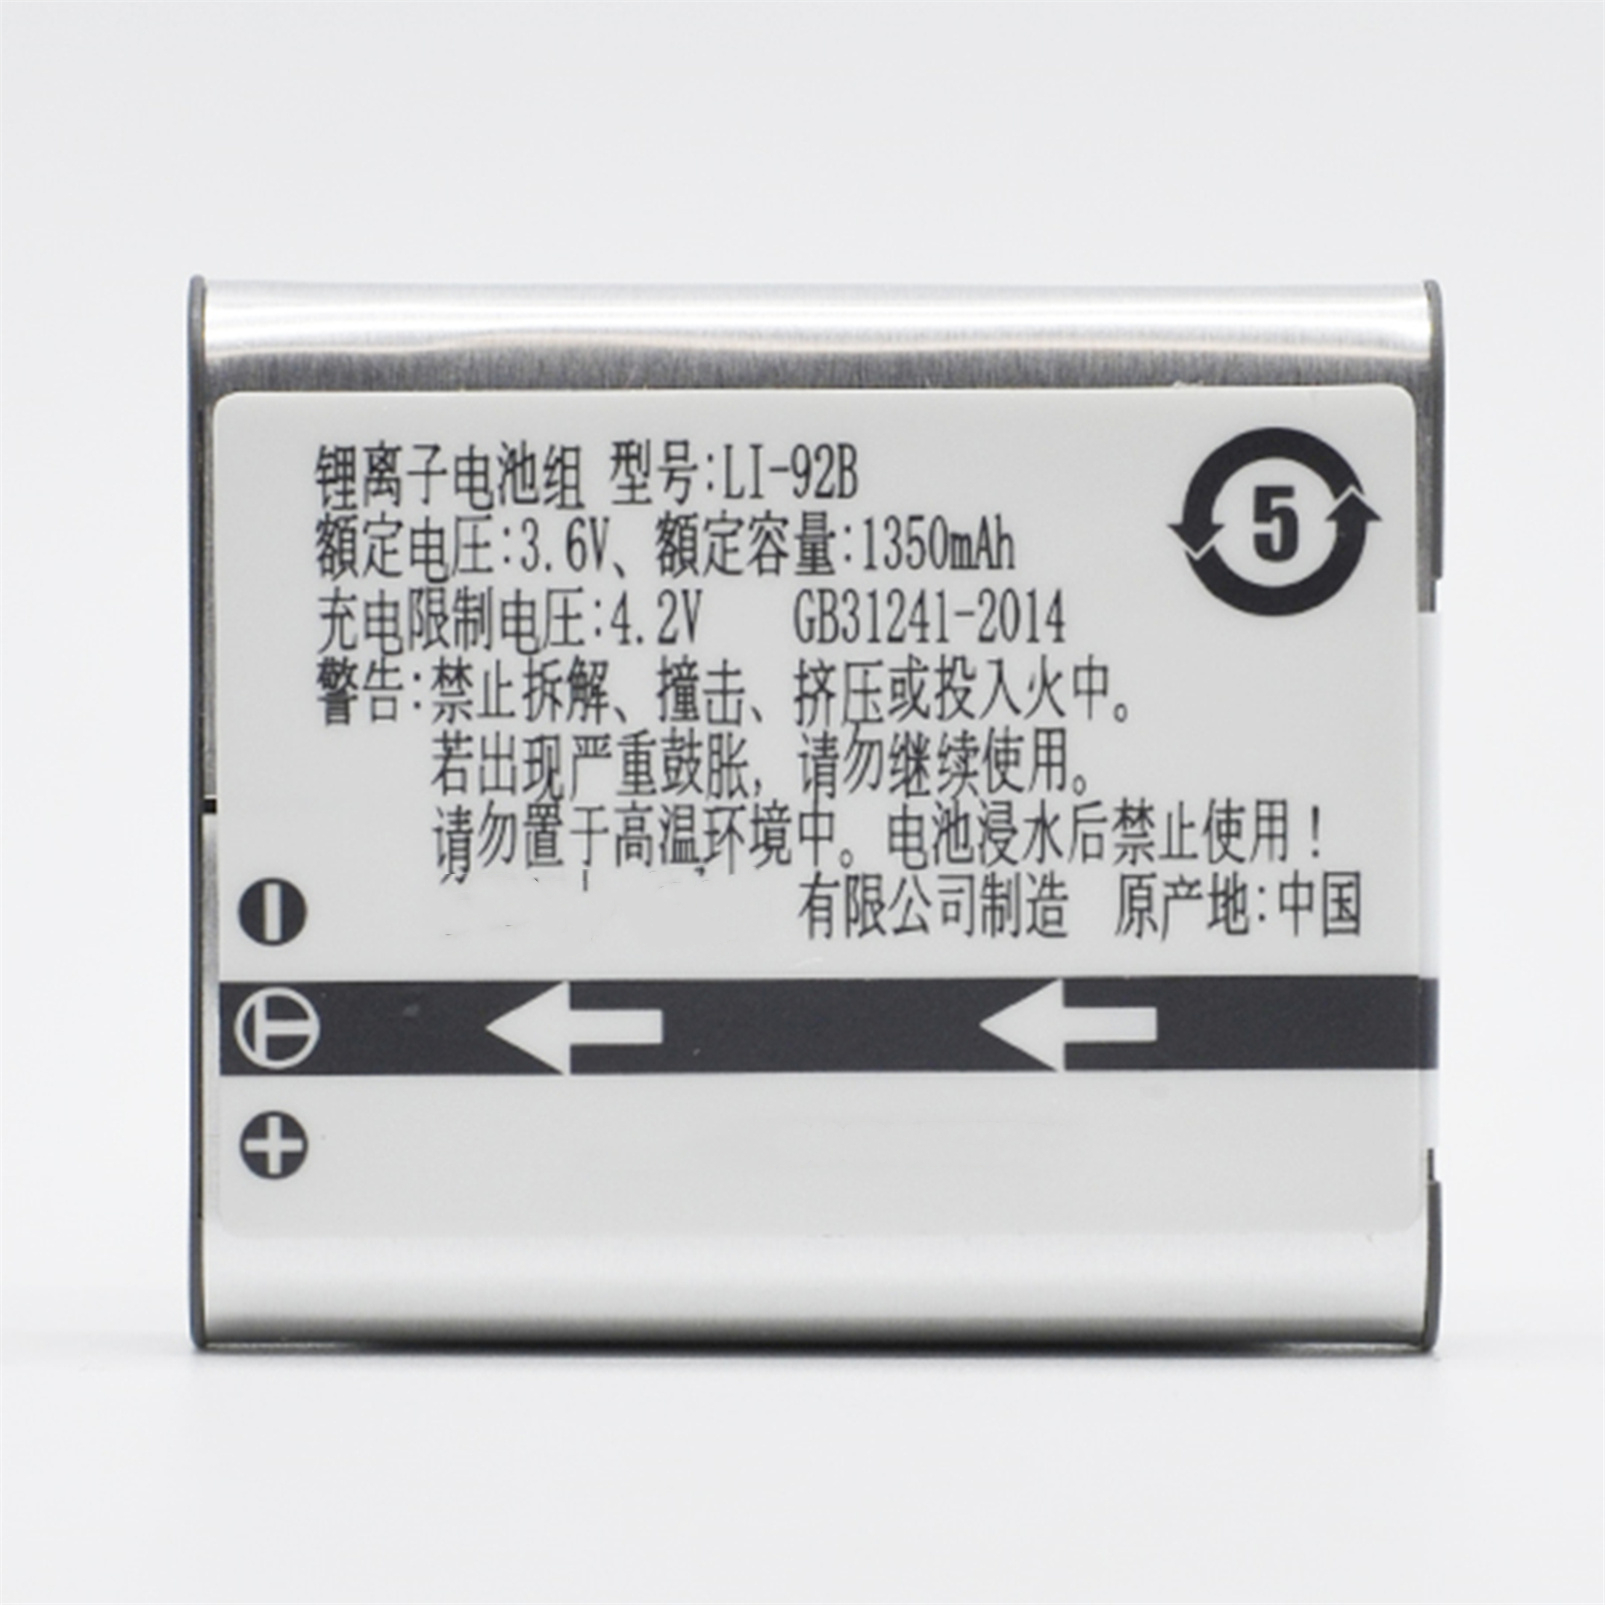 锂离子电池组 型号:LI-92B
額定电压:3.6V、額定容量:1350mAh
充电限制电压:4.2V GB31241-2014
警告:禁止拆解、撞击、挤压或投入火中。
若出现严重鼓胀, 请勿继续使用。
请勿置于高温环境中。电池浸水后禁止使用!
有限公司制造 原产地:中国
5